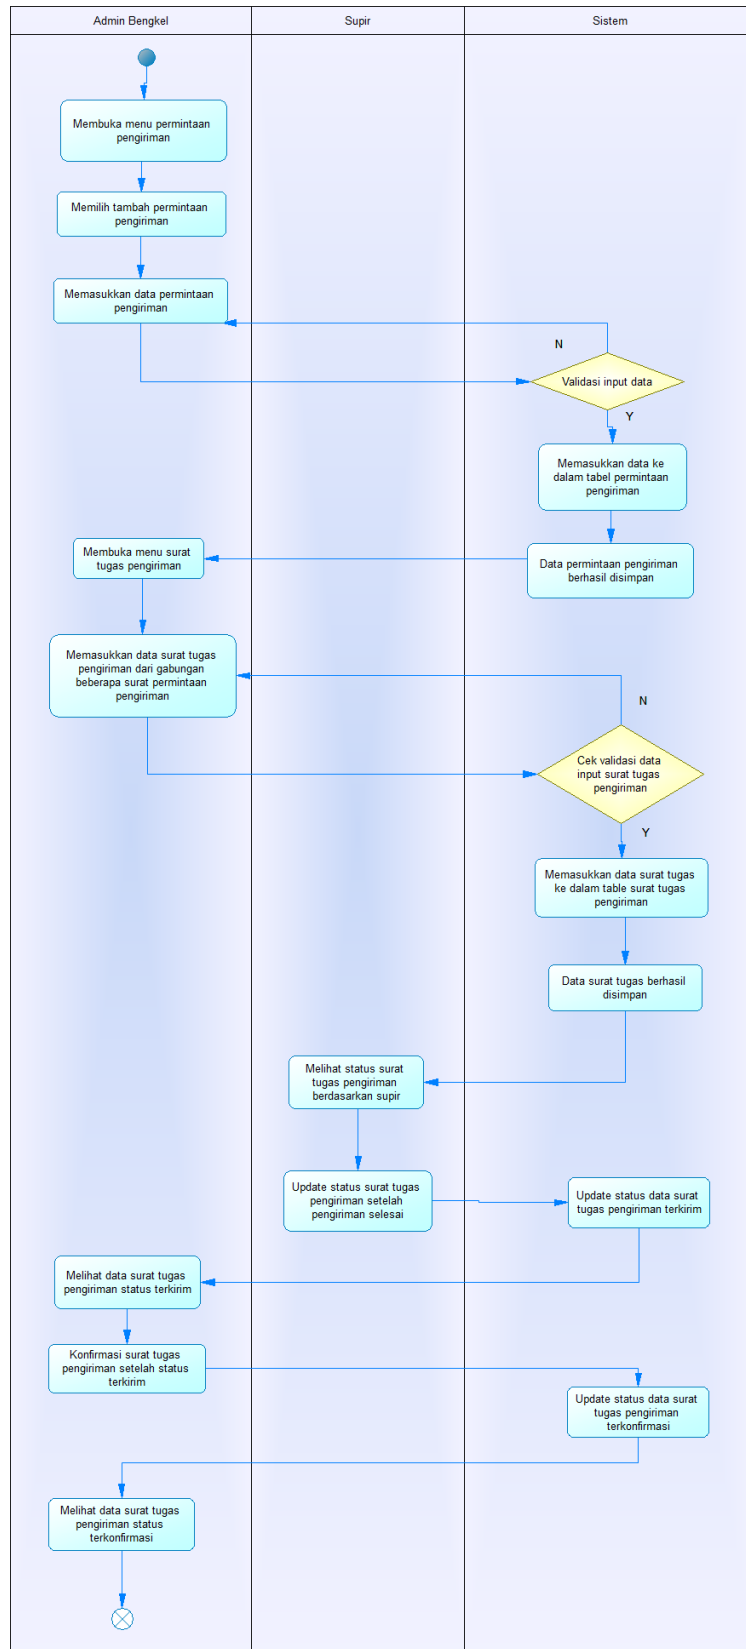 Admin Bengkel
Supir
Sistem
Membuka menu permintaan
pengiriman
Memilih tambah permintaan
pengiriman
Memasukkan data permintaan
pengiriman
N
Validasi input data
Y
Memasukkan data ke
dalam tabel permintaan
pengiriman
Data permintaan pengiriman
berhasil disimpan
Membuka menu surat
tugas pengiriman
Memasukkan data surat tugas
pengiriman dari gabungan
beberapa surat permintaan
pengiriman
N
Cek validasi data
input surat tugas
pengiriman
Y
Memasukkan data surat tugas
ke dalam table surat tugas
pengiriman
Data surat tugas berhasil
disimpan
Melihat status surat
tugas pengiriman
berdasarkan supir
Update status surat tugas
pengiriman setelah
pengiriman selesai
Update status data surat
tugas pengiriman terkirim
Melihat data surat tugas
pengiriman status terkirim
Konfirmasi surat tugas
pengiriman setelah status
terkirim
Update status data surat
tugas pengiriman
terkonfirmasi
Melihat data surat tugas
pengiriman status
terkonfirmasi